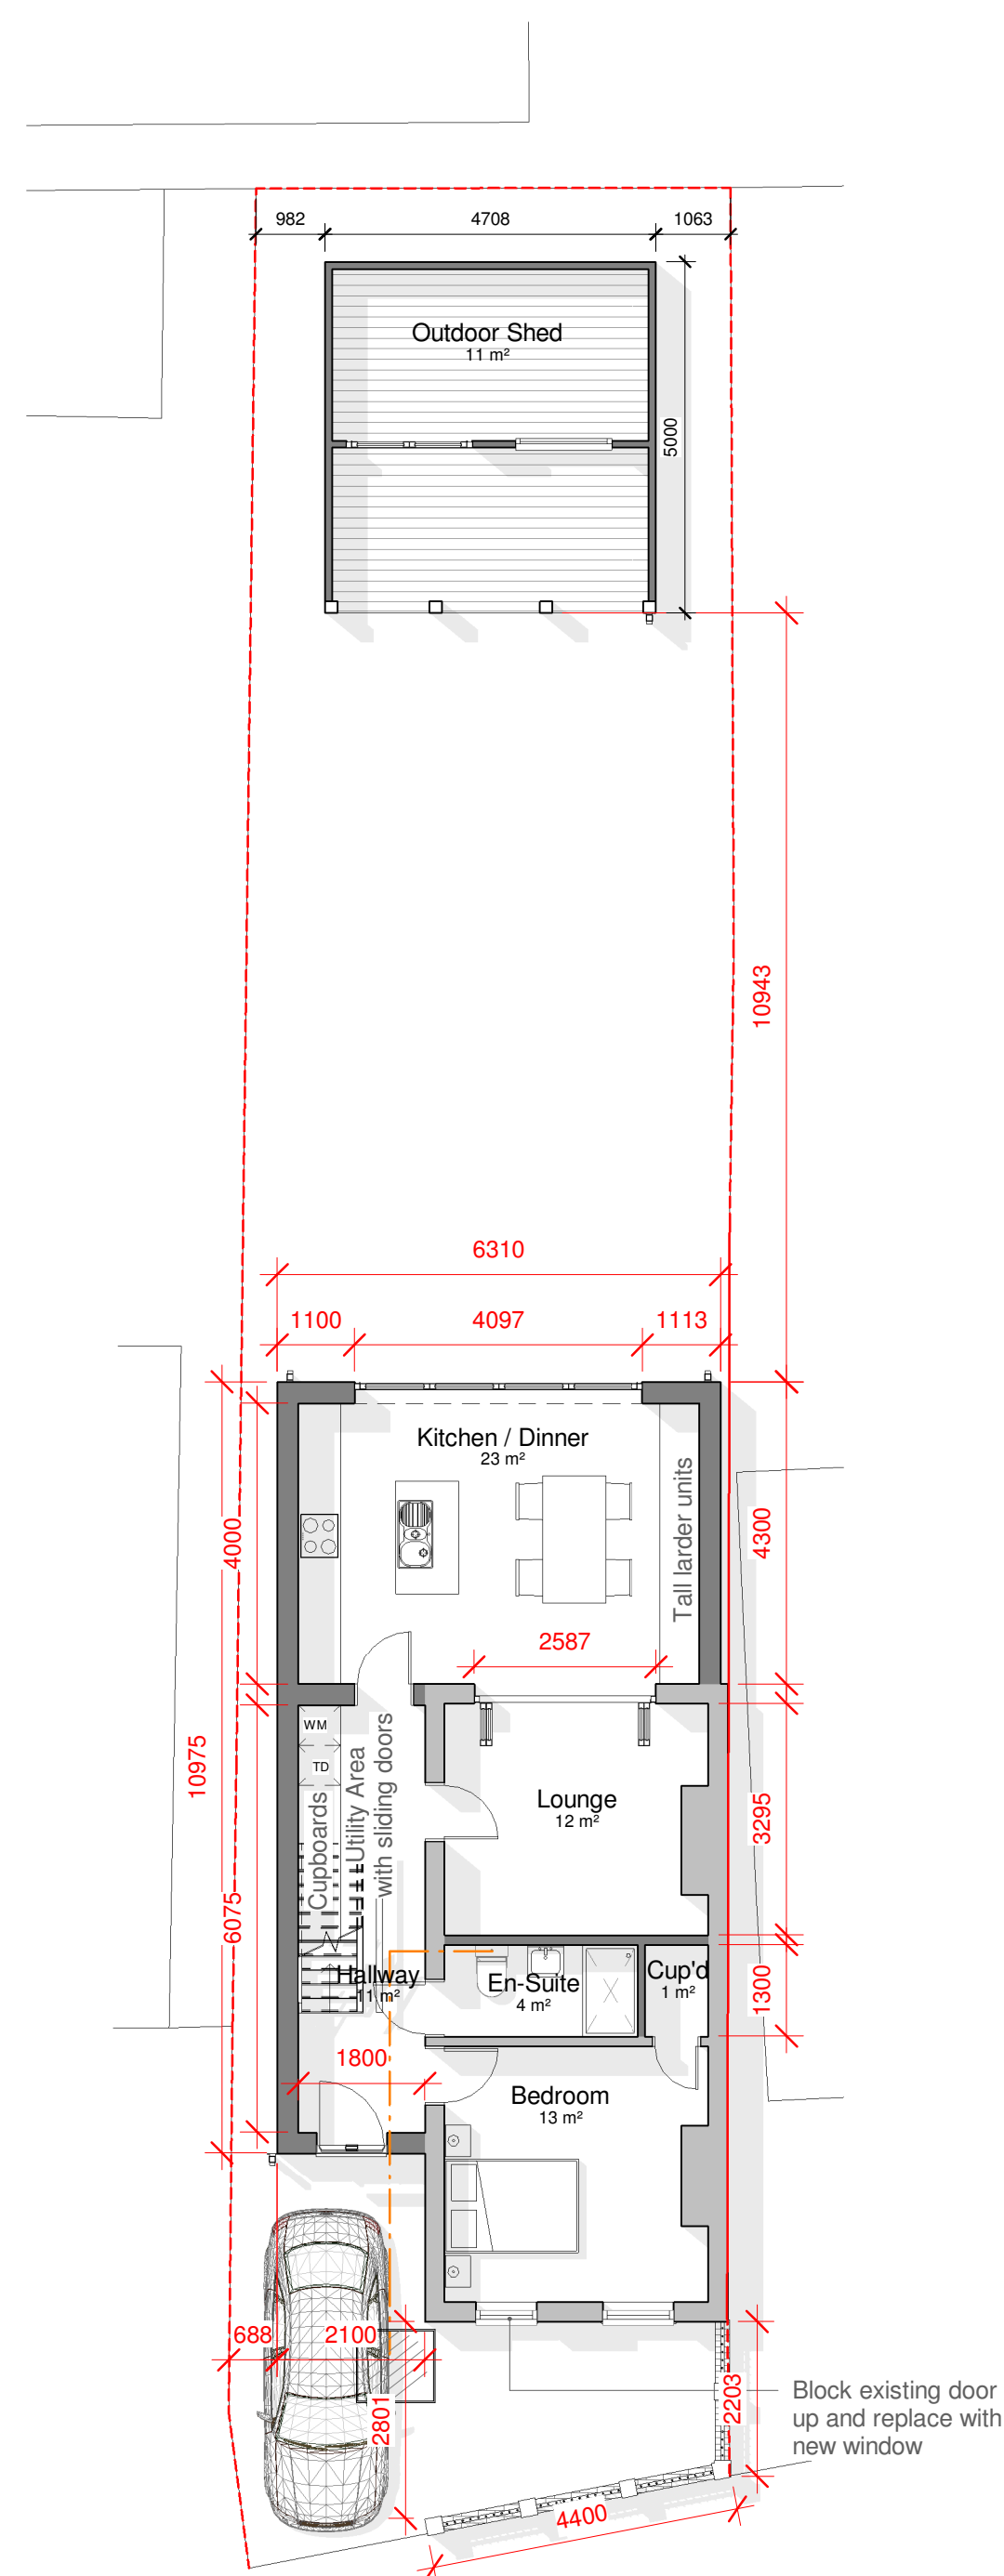 982
4708
1063
Outdoor Shed
11 m²
5000
10943
6310
1100
4097
1113
Kitchen / Dinner
23 m²
Tall larder units
4000
4300
2587
WM
TD
Cupboards
Utility Area
with sliding doors
10975
6075
Lounge
12 m²
3295
Hallway
11 m²
En-Suite
4 m²
Cup'd
1 m²
1300
1800
Bedroom
13 m²
688
2100
2801
2203
Block existing door
up and replace with
new window
4400